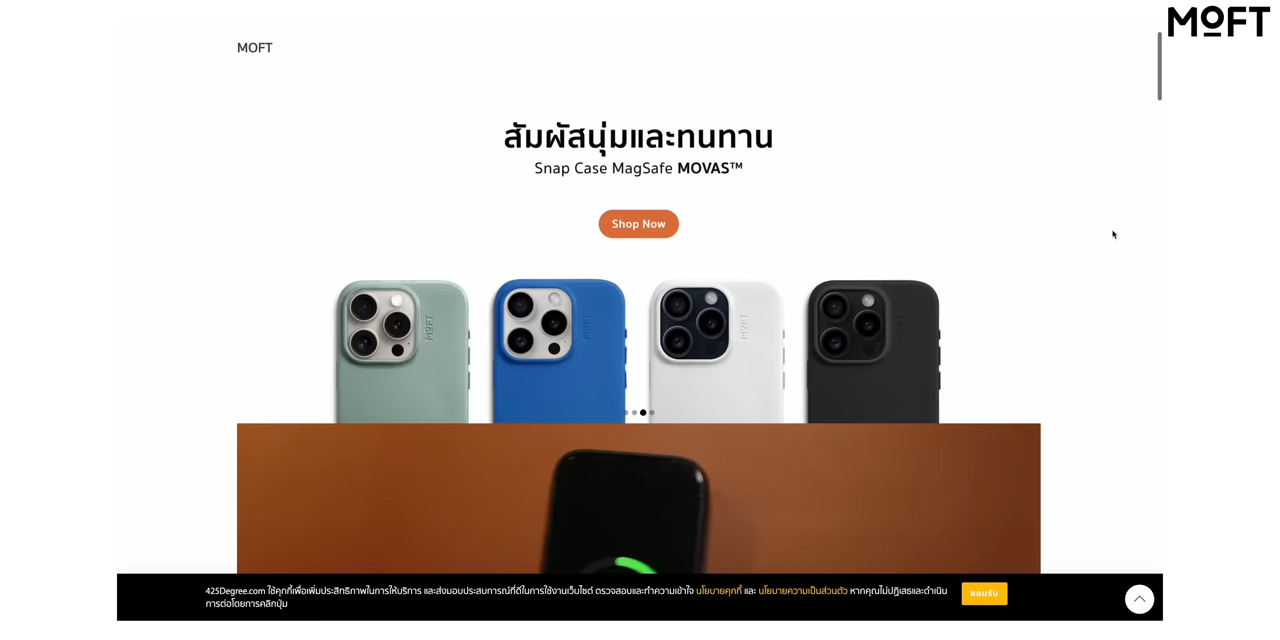 MOFT
MOFT
สัมผัสนุ่มและทนทาน
Snap Case MagSafe MOVAS™
Shop Now
MOFT
MOFT
MOFT
425Degree.com ใช้คุกกี้เพื่อเพิ่มประสิทธิภาพในการให้บริการ และส่งมอบประสบการณ์ที่ดีในการใช้งานเว็บไซต์ ตรวจสอบและทำความเข้าใจ นโยบายคุกกี้ และ นโยบายความเป็นส่วนตัว หากคุณไม่ปฏิเสธและดำเนิน
การต่อโดยการคลิกปุ่ม
ยอมรับ